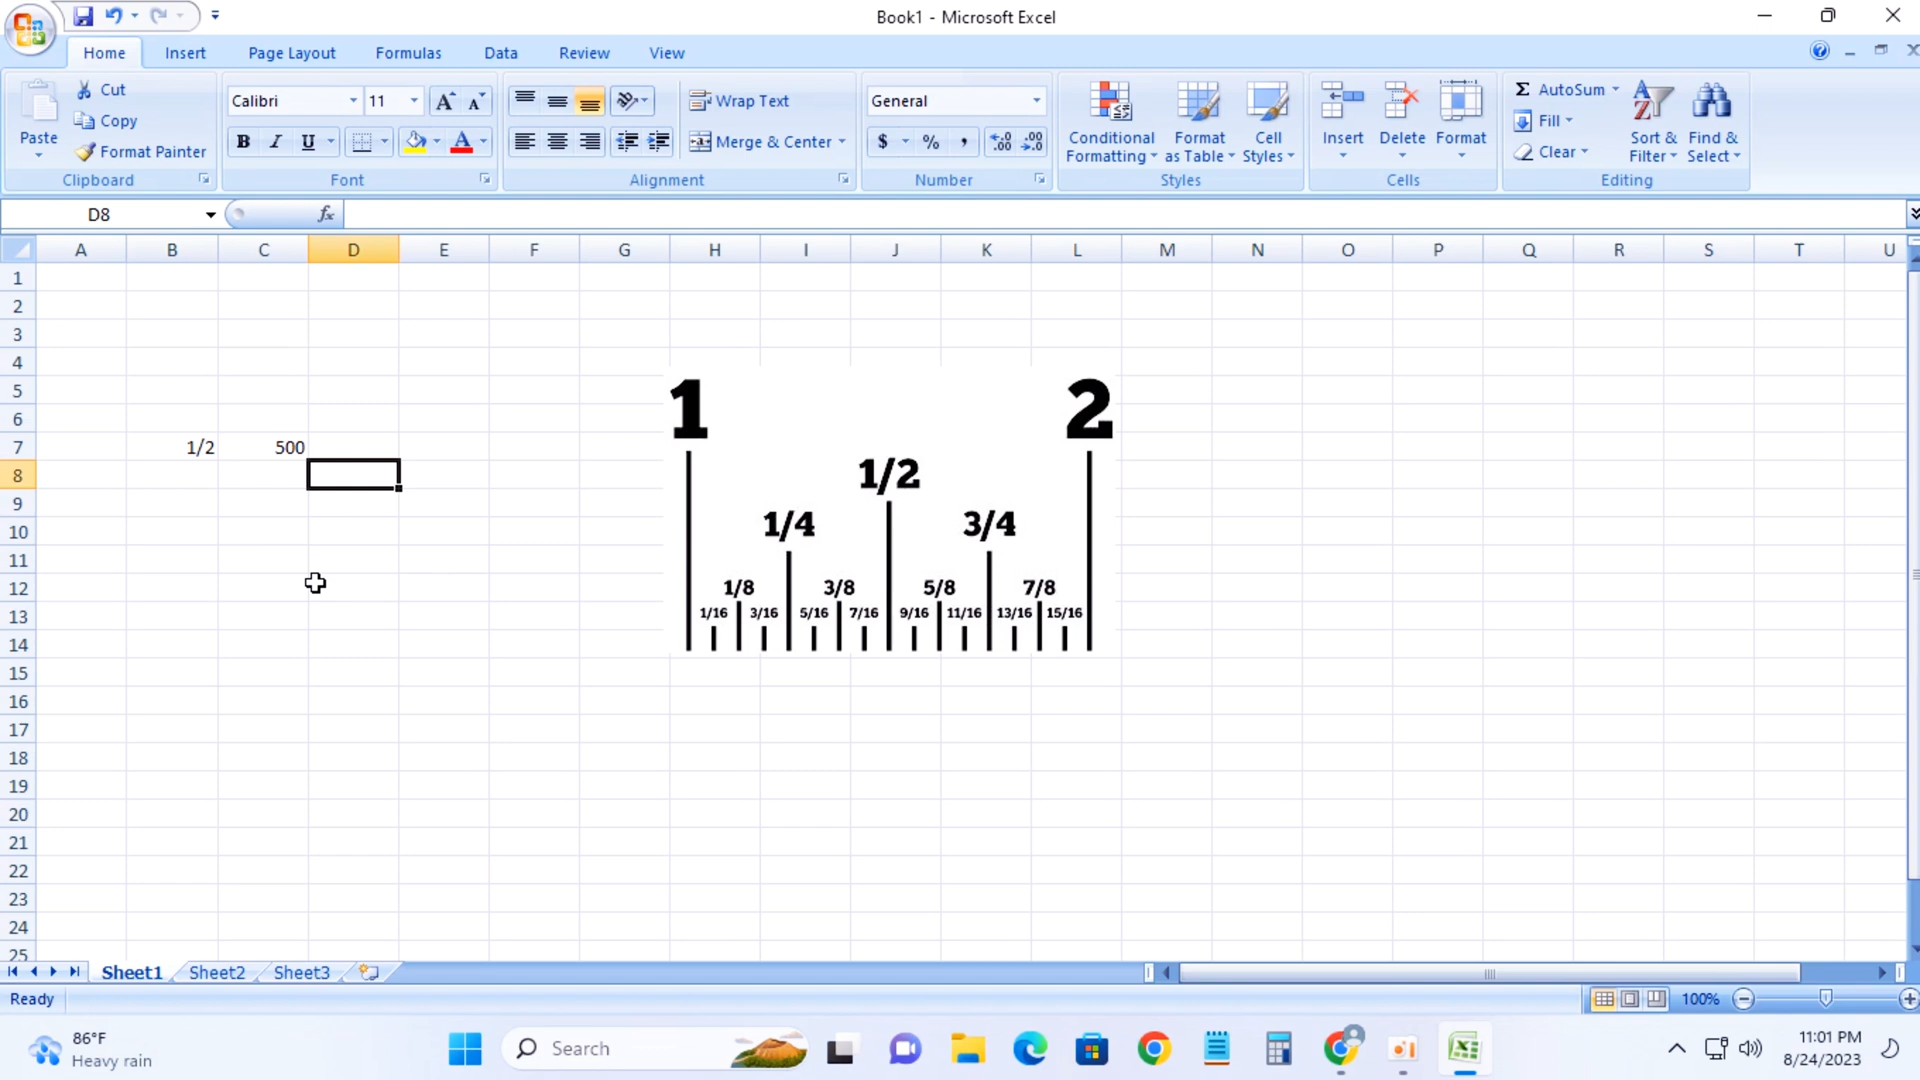 Book1 - Microsoft Excel
Home Insert Page Layout Formulas Data Review View
Paste Cut Copy Format Painter Clipboard
Calibri 11 B I U A Font
Wrap Text Merge & Center Alignment
General $ % , .0 .00 .00 .0 Number
Conditional Formatting Format as Table Cell Styles Styles
Insert Delete Format Cells
Σ AutoSum Fill Clear Sort & Filter Find & Select Editing
D8 fx
A B C D E F G H I J K L M N O P Q R S T U
1
2
3
4
5
6
7 1/2 500
8
9
10
11
12
13
14
15
16
17
18
19
20
21
22
23
24
25
1 2
1/2
1/4 3/4
1/8 3/8 5/8 7/8
1/16 3/16 5/16 7/16 9/16 11/16 13/16 15/16
Sheet1 Sheet2 Sheet3
Ready 100%
86°F
Heavy rain
Search
11:01 PM
8/24/2023